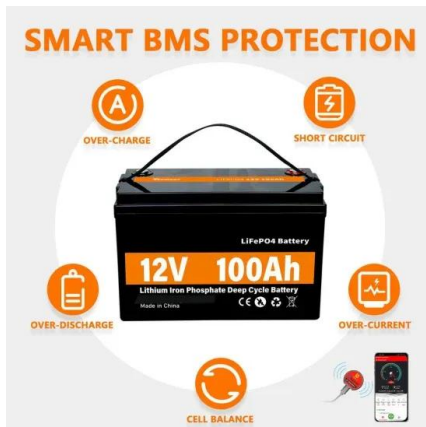 SMART BMS PROTECTION
OVER-CHARGE
SHORT CIRCUIT
LiFePO4 Battery
12V 100Ah
Lithium Iron Phosphate Deep Cycle Battery
Made in China
OVER-DISCHARGE
OVER-CURRENT
CELL BALANCE